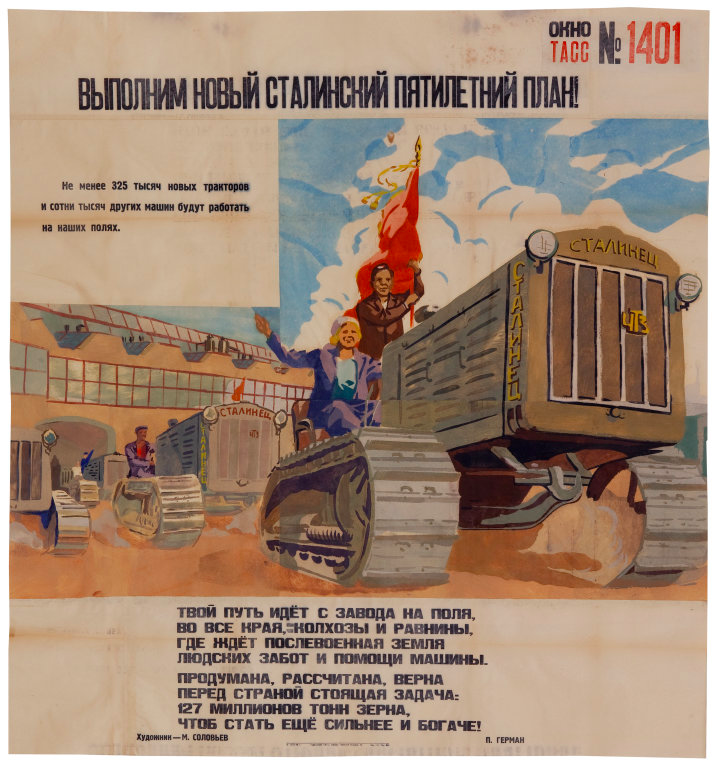 ОКНО
ТАСС № 1401
ВЫПОЛНИМ НОВЫЙ СТАЛИНСКИЙ ПЯТИЛЕТНИЙ ПЛАН!
Не менее 325 тысяч новых тракторов
и сотни тысяч других машин будут работать
на наших полях.
СТАЛИНЕЦ
СТАЛИНЕЦ
ЧТЗ
СТАЛИНЕЦ
СТАЛИНЕЦ
ЧТЗ
ТВОЙ ПУТЬ ИДЁТ С ЗАВОДА НА ПОЛЯ,
ВО ВСЕ КРАЯ, КОЛХОЗЫ И РАВНИНЫ,
ГДЕ ЖДЁТ ПОСЛЕВОЕННАЯ ЗЕМЛЯ
ЛЮДСКИХ ЗАБОТ И ПОМОЩИ МАШИНЫ.
ПРОДУМАНА, РАССЧИТАНА, ВЕРНА
ПЕРЕД СТРАНОЙ СТОЯЩАЯ ЗАДАЧА:
127 МИЛЛИОНОВ ТОНН ЗЕРНА,
ЧТОБ СТАТЬ ЕЩЁ СИЛЬНЕЕ И БОГАЧЕ!
Художник — М. СОЛОВЬЕВ
П. ГЕРМАН